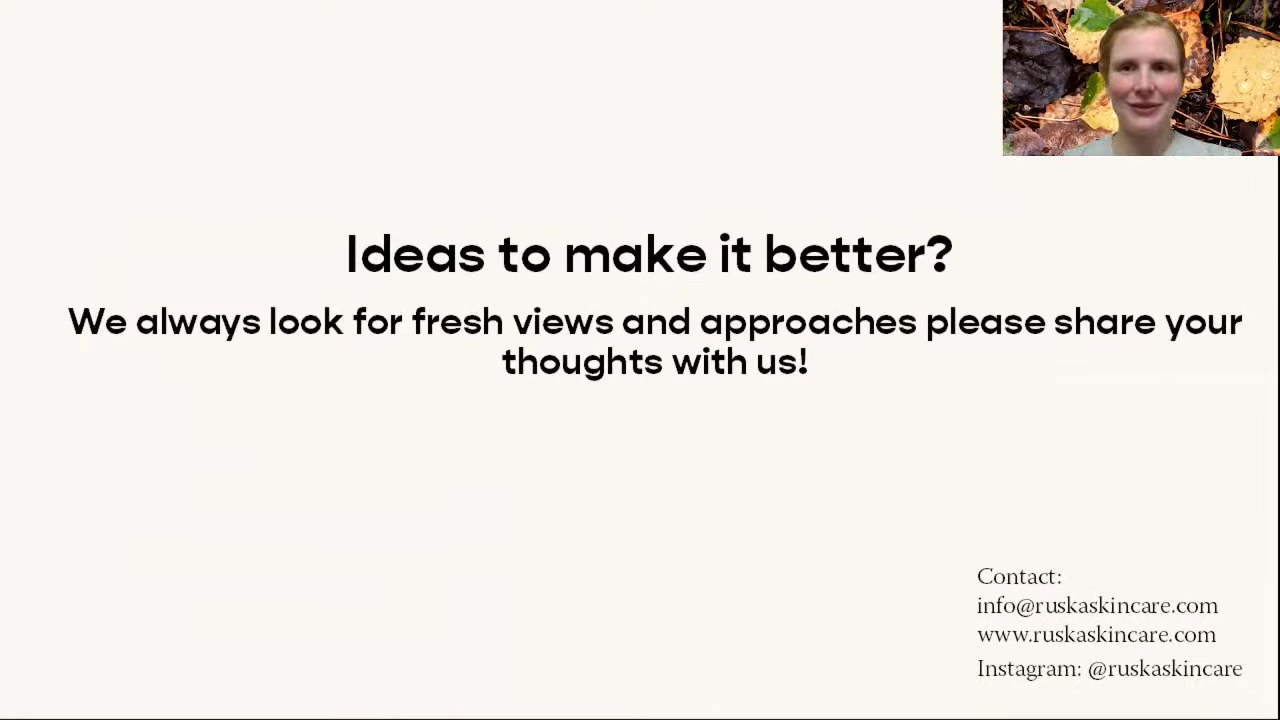 Ideas to make it better?
We always look for fresh views and approaches please share your
thoughts with us!
Contact:
info@ruskaskincare.com
www.ruskaskincare.com
Instagram: @ruskaskincare